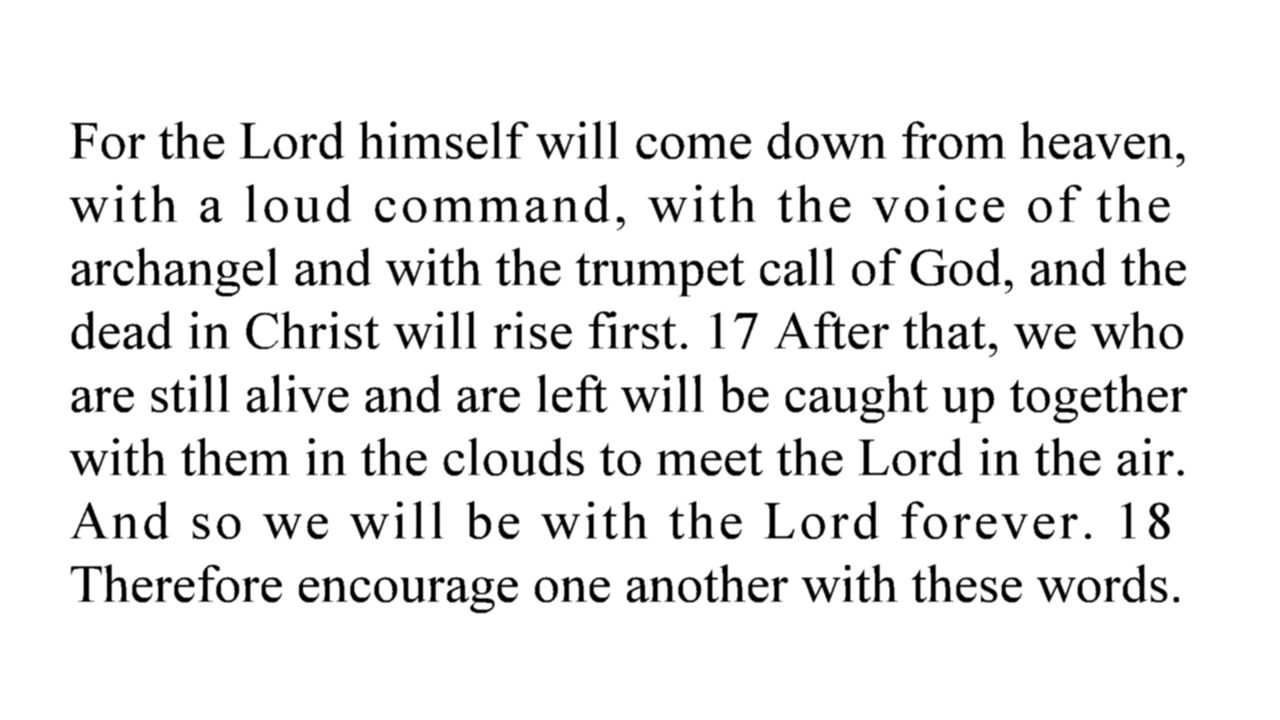 For the Lord himself will come down from heaven,
with a loud command, with the voice of the
archangel and with the trumpet call of God, and the
dead in Christ will rise first. 17 After that, we who
are still alive and are left will be caught up together
with them in the clouds to meet the Lord in the air.
And so we will be with the Lord forever. 18
Therefore encourage one another with these words.